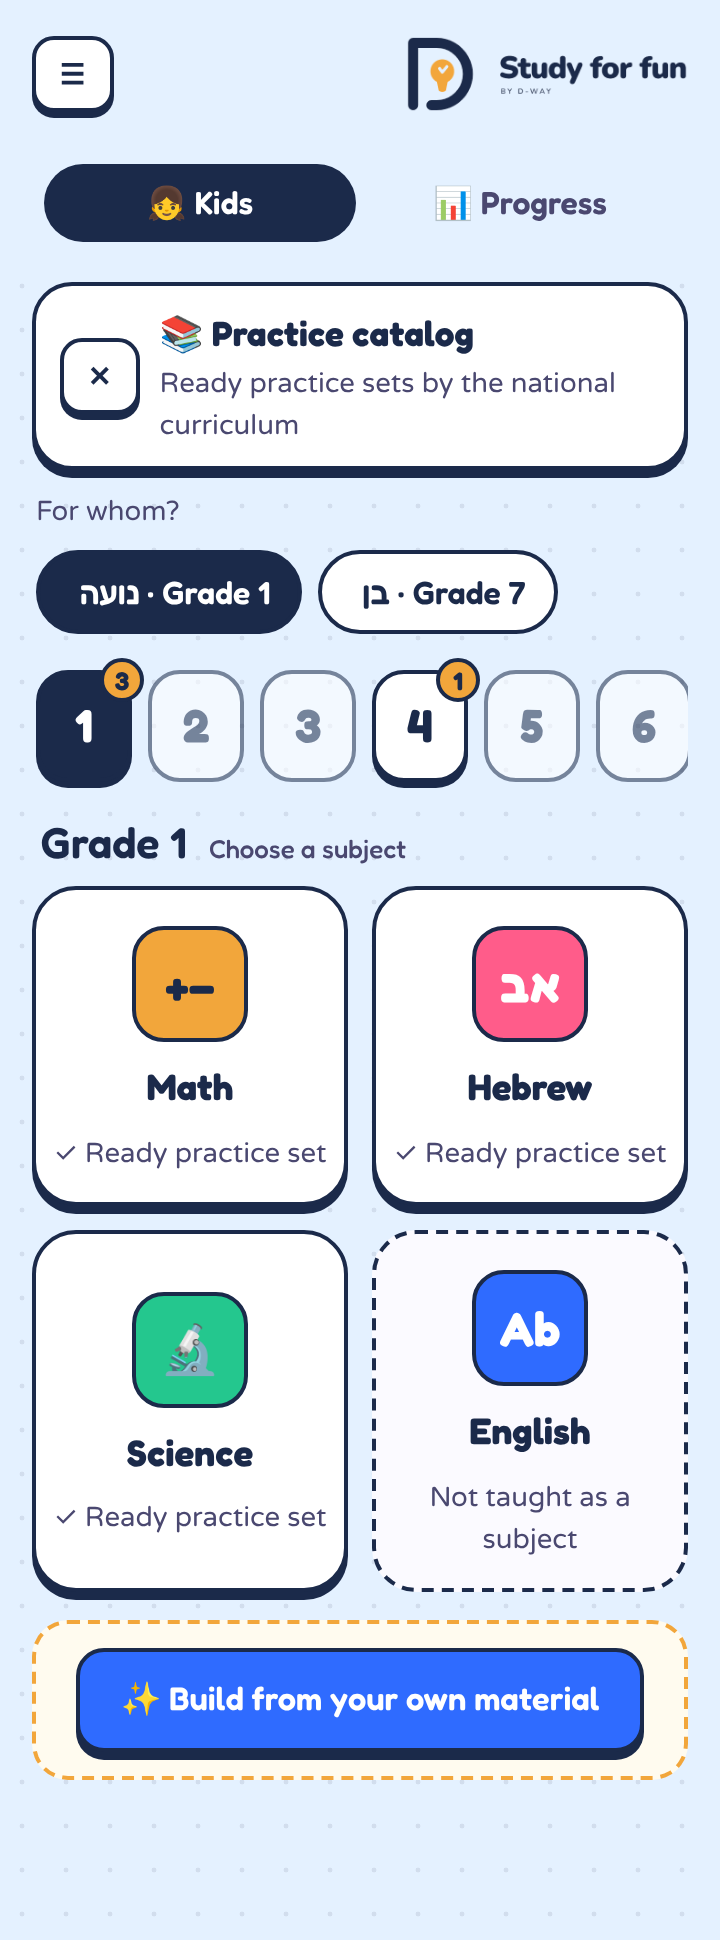 Study for fun
BY D-WAY
Kids
Progress
Practice catalog
Ready practice sets by the national
curriculum
For whom?
נועה · Grade 1
בן · Grade 7
3
1
1
2
3
4
5
6
Grade 1 Choose a subject
+−
אב
Math
Hebrew
✓ Ready practice set
✓ Ready practice set
Ab
Science
English
✓ Ready practice set
Not taught as a
subject
✨ Build from your own material